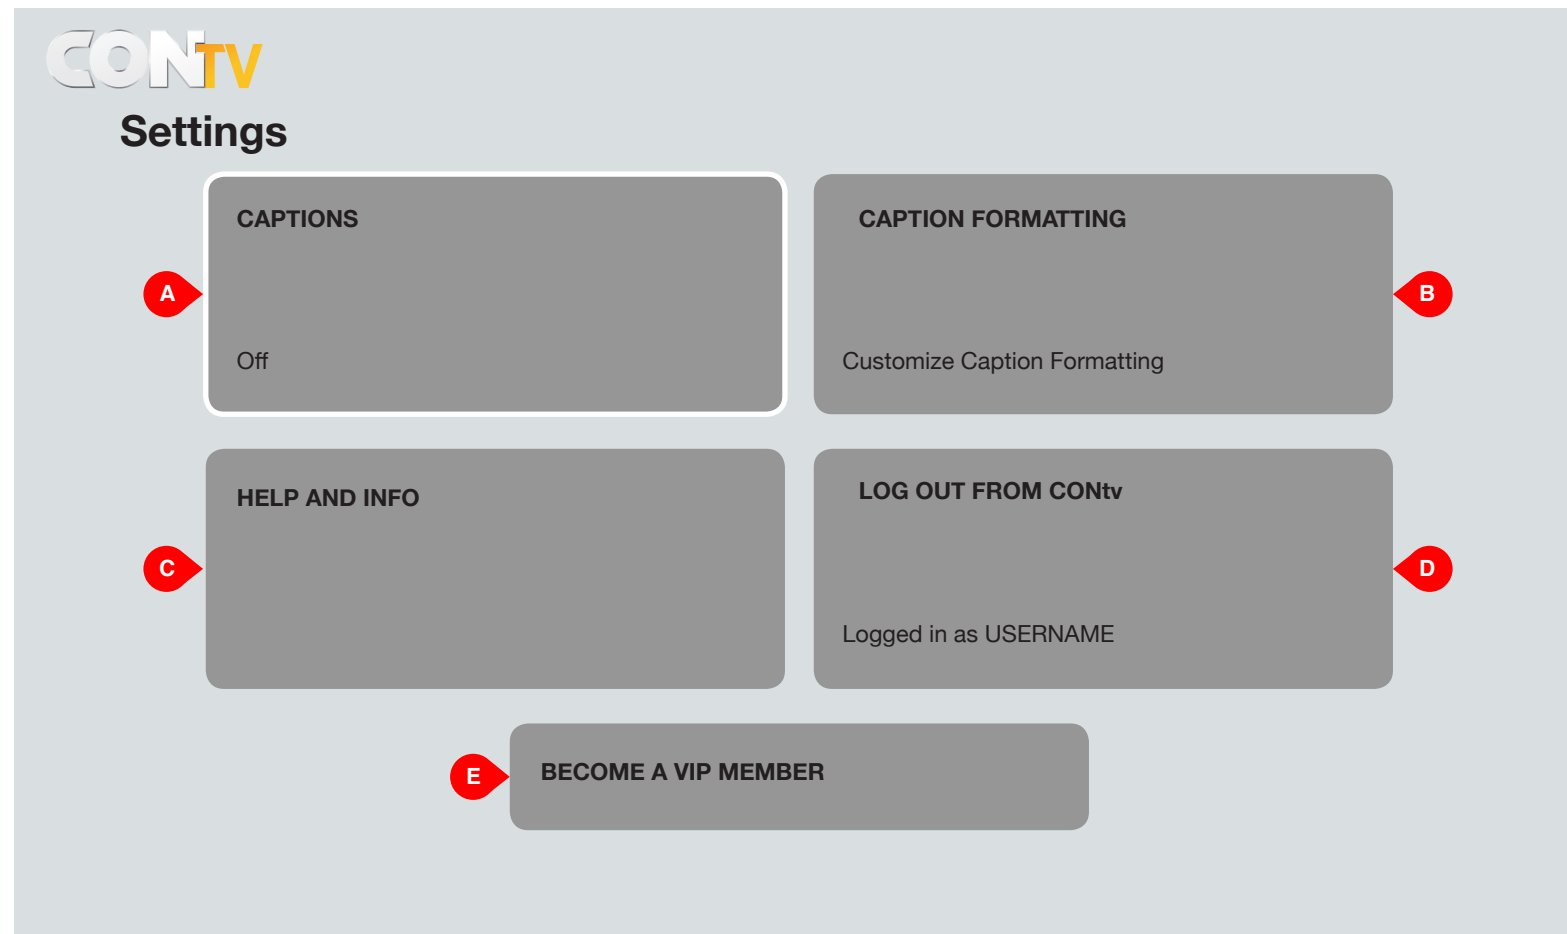 CONTV
Settings
CAPTIONS
CAPTION FORMATTING
A
B
Off
Customize Caption Formatting
HELP AND INFO
LOG OUT FROM CONtv
C
D
Logged in as USERNAME
E
BECOME A VIP MEMBER